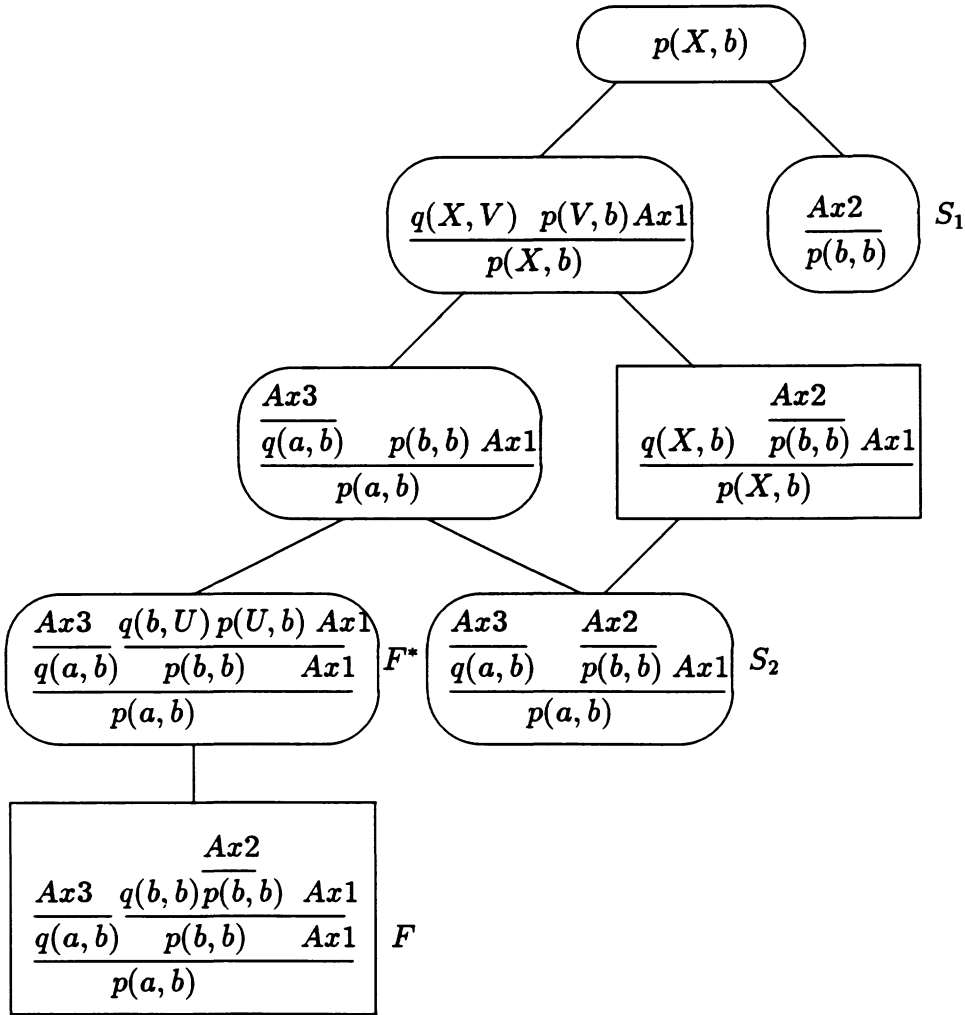 p(X, b)
q(X, V) p(V, b) Ax1
p(X, b)
Ax2
p(b, b)
S₁
Ax3
q(a, b) p(b, b) Ax1
p(a, b)
Ax2
q(X, b) p(b, b) Ax1
p(X, b)
Ax3 q(b, U) p(U, b) Ax1
q(a, b) p(b, b) Ax1
p(a, b)
F*
Ax3 Ax2
q(a, b) p(b, b) Ax1
p(a, b)
S₂
Ax2
Ax3 q(b, b) p(b, b) Ax1
q(a, b) p(b, b) Ax1
p(a, b)
F